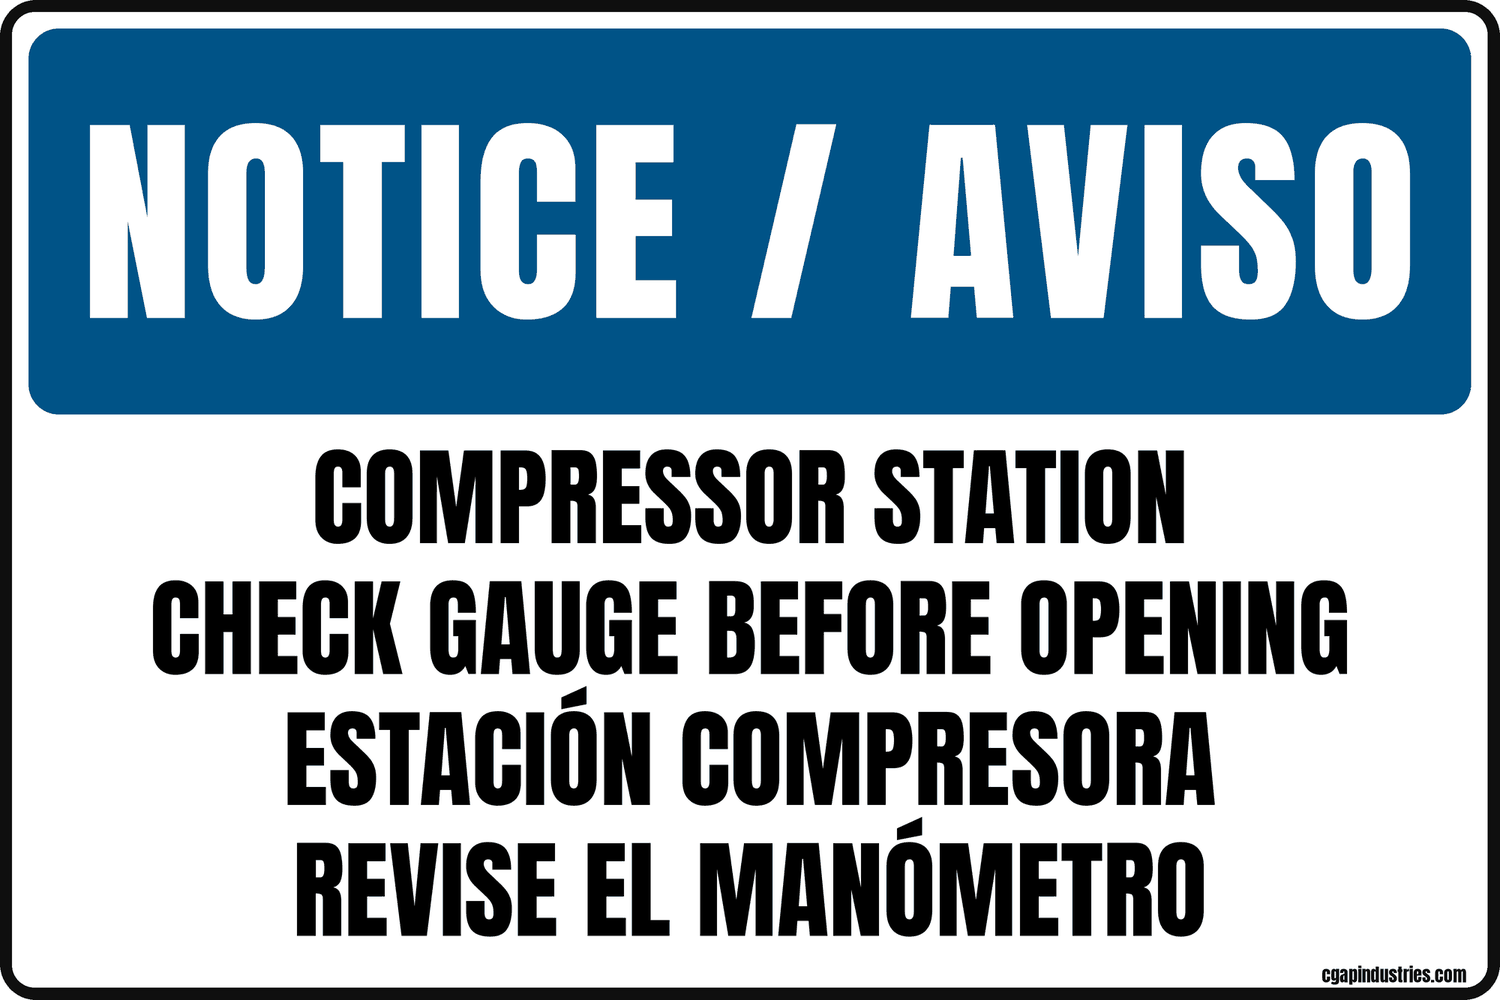 NOTICE / AVISO
COMPRESSOR STATION
CHECK GAUGE BEFORE OPENING
ESTACIÓN COMPRESORA
REVISE EL MANÓMETRO
cgapindustries.com